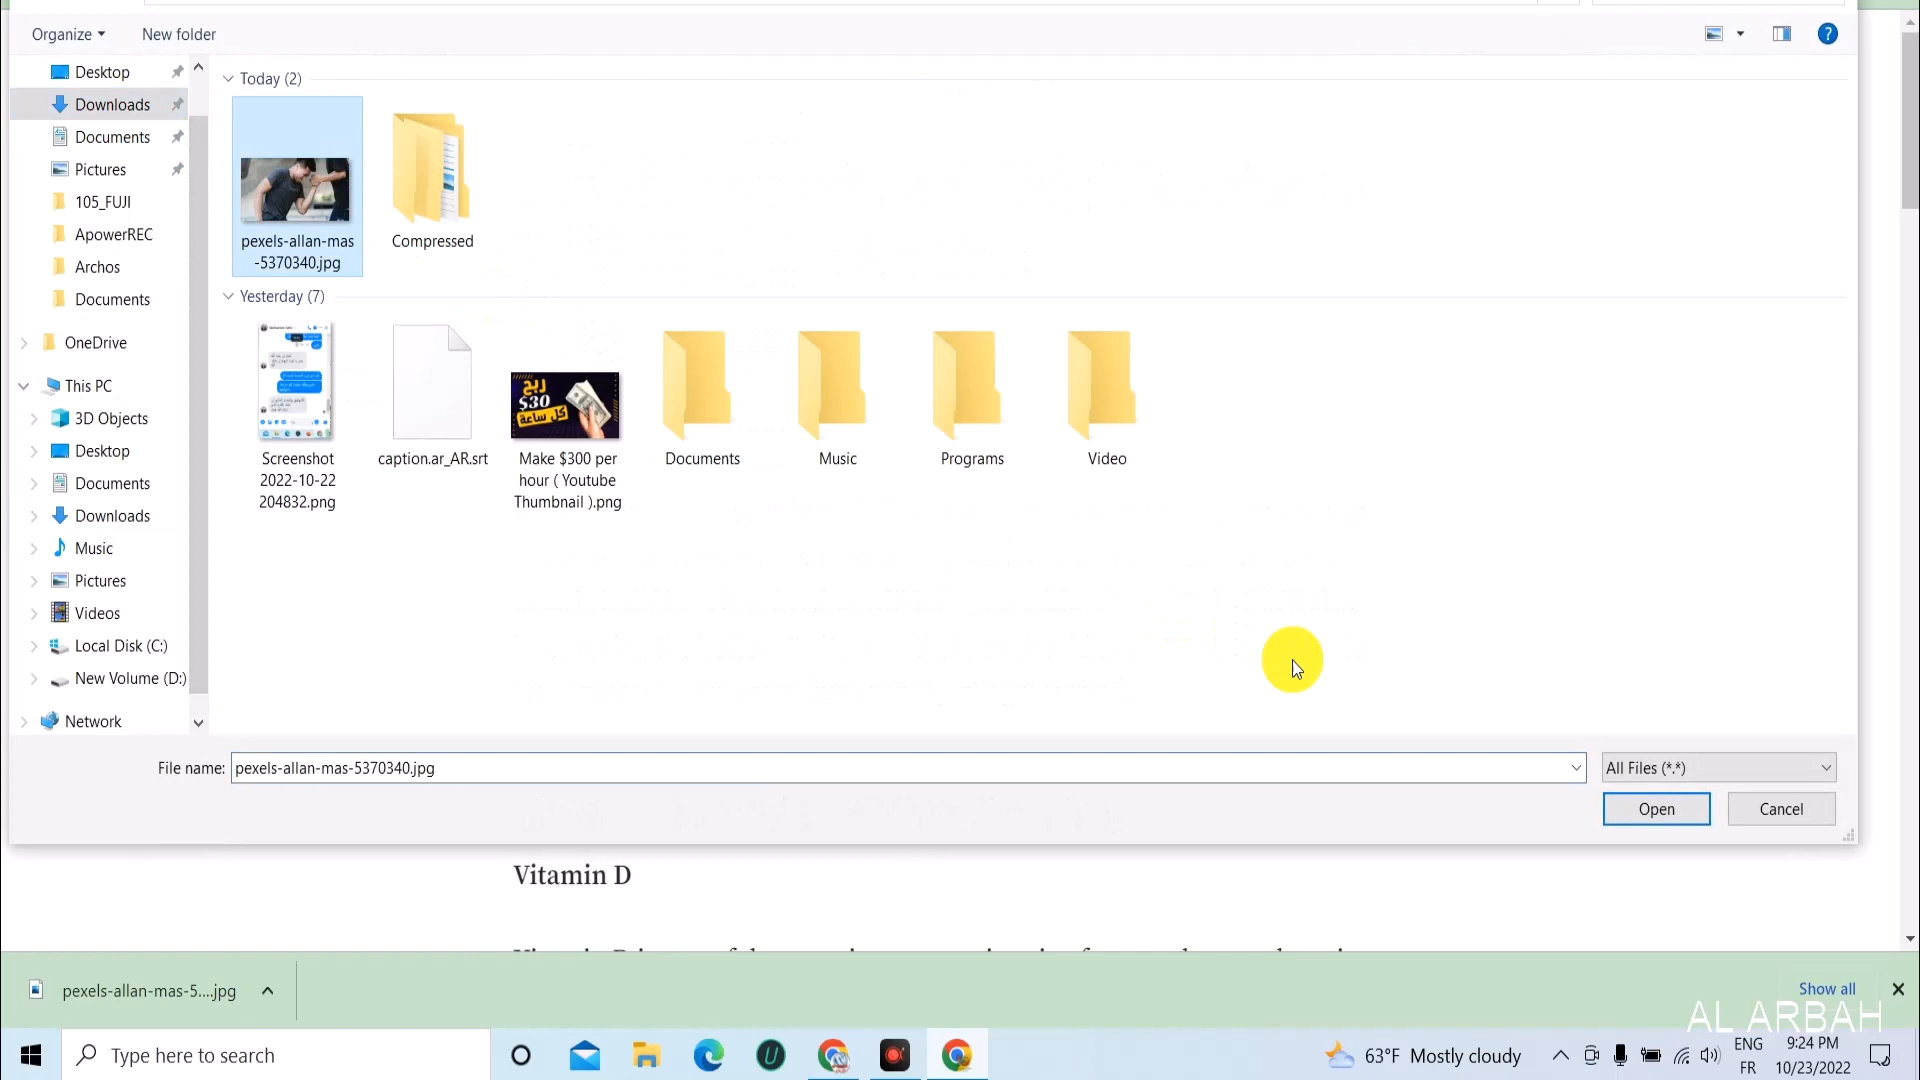 Organize
New folder
Desktop
Downloads
Documents
Pictures
105_FUJI
ApowerREC
Archos
Documents
OneDrive
This PC
3D Objects
Desktop
Documents
Downloads
Music
Pictures
Videos
Local Disk (C:)
New Volume (D:)
Network
Today (2)
pexels-allan-mas
-5370340.jpg
Compressed
Yesterday (7)
ربح
$30
كل ساعة
Screenshot
2022-10-22
204832.png
caption.ar_AR.srt
Make $300 per
hour ( Youtube
Thumbnail ).png
Documents
Music
Programs
Video
File name:
pexels-allan-mas-5370340.jpg
All Files (*.*)
Open
Cancel
Vitamin D
pexels-allan-mas-5....jpg
Show all
AL ARBAH
Type here to search
63°F Mostly cloudy
ENG
FR
9:24 PM
10/23/2022